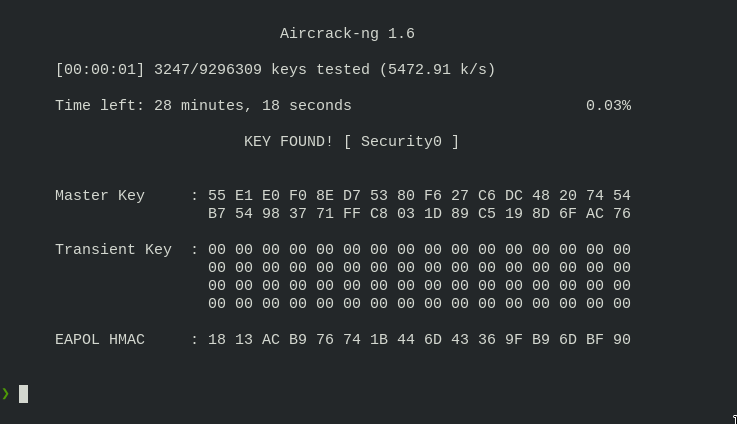 Aircrack-ng 1.6
[00:00:01] 3247/9296309 keys tested (5472.91 k/s)
Time left: 28 minutes, 18 seconds 0.03%
KEY FOUND! [ Security0 ]
Master Key : 55 E1 E0 F0 8E D7 53 80 F6 27 C6 DC 48 20 74 54
B7 54 98 37 71 FF C8 03 1D 89 C5 19 8D 6F AC 76
Transient Key : 00 00 00 00 00 00 00 00 00 00 00 00 00 00 00 00
00 00 00 00 00 00 00 00 00 00 00 00 00 00 00 00
00 00 00 00 00 00 00 00 00 00 00 00 00 00 00 00
00 00 00 00 00 00 00 00 00 00 00 00 00 00 00 00
EAPOL HMAC : 18 13 AC B9 76 74 1B 44 6D 43 36 9F B9 6D BF 90
❯